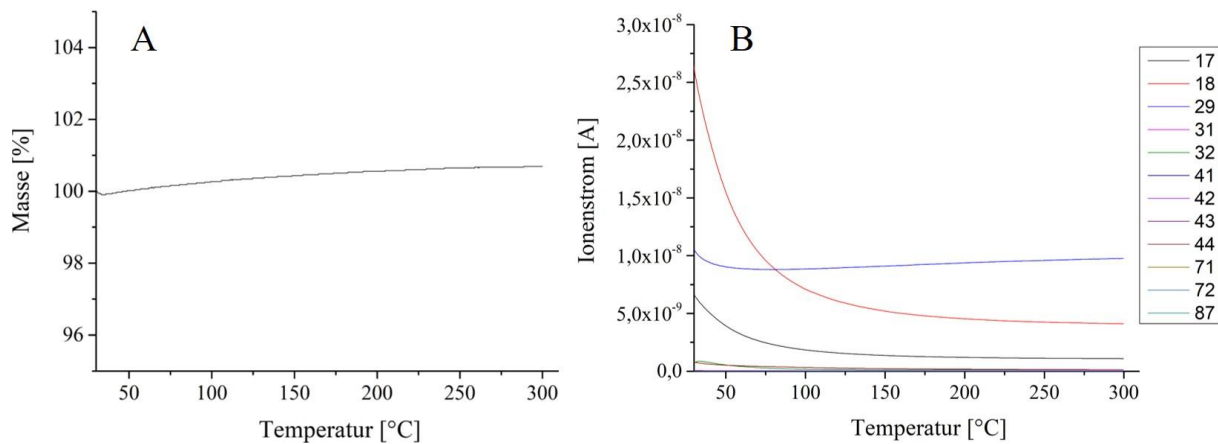 A
104
102
100
98
96
Masse [%]
50 100 150 200 250 300
Temperatur [°C]
B
3,0x10-8
2,5x10-8
2,0x10-8
1,5x10-8
1,0x10-8
5,0x10-9
0,0
Ionenstrom [A]
50 100 150 200 250 300
Temperatur [°C]
17
18
29
31
32
41
42
43
44
71
72
87